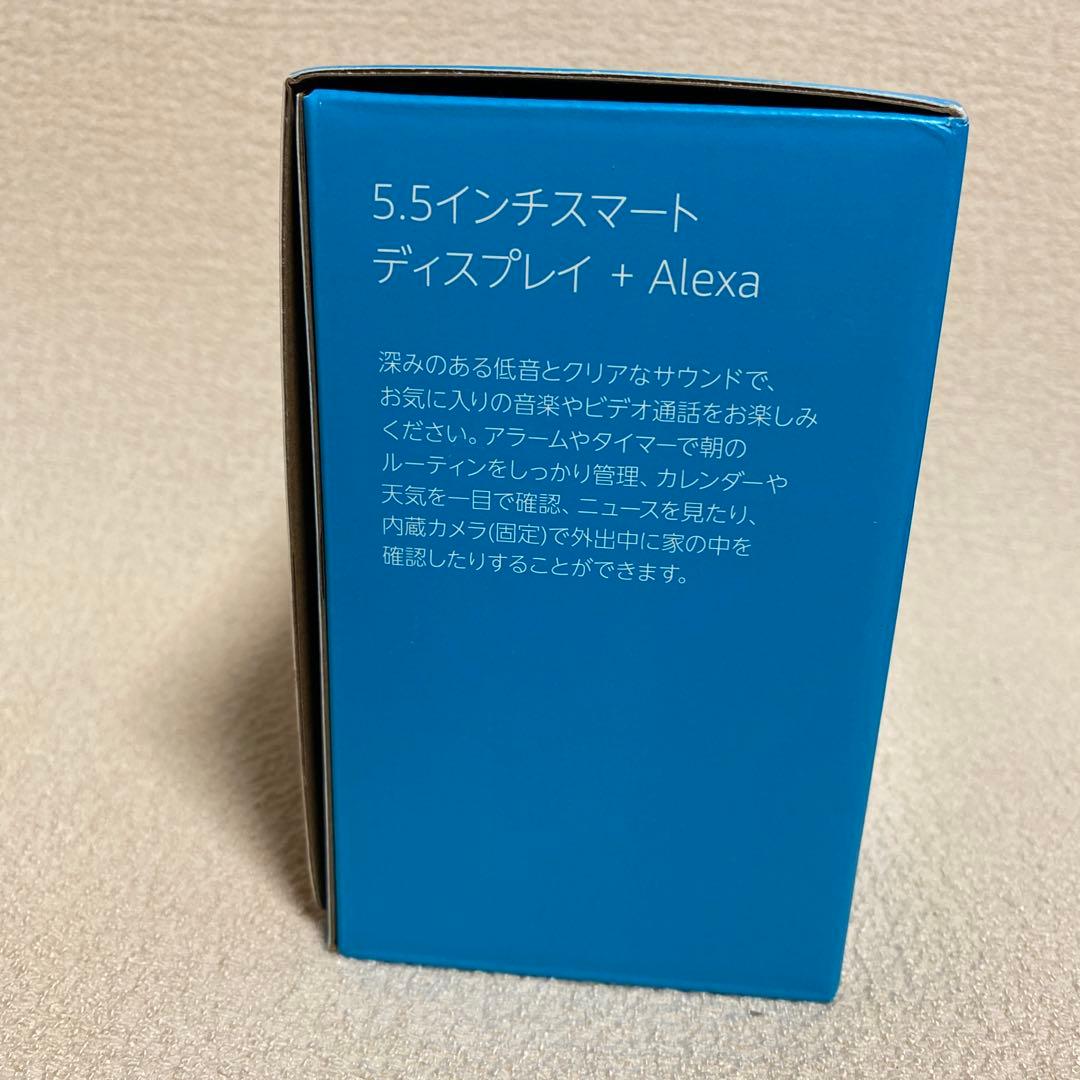 5.5インチスマート
ディスプレイ + Alexa
深みのある低音とクリアなサウンドで、
お気に入りの音楽やビデオ通話をお楽しみ
ください。アラームやタイマーで朝の
ルーティンをしっかり管理、カレンダーや
天気を一目で確認、ニュースを見たり、
内蔵カメラ(固定)で外出中に家の中を
確認したりすることができます。